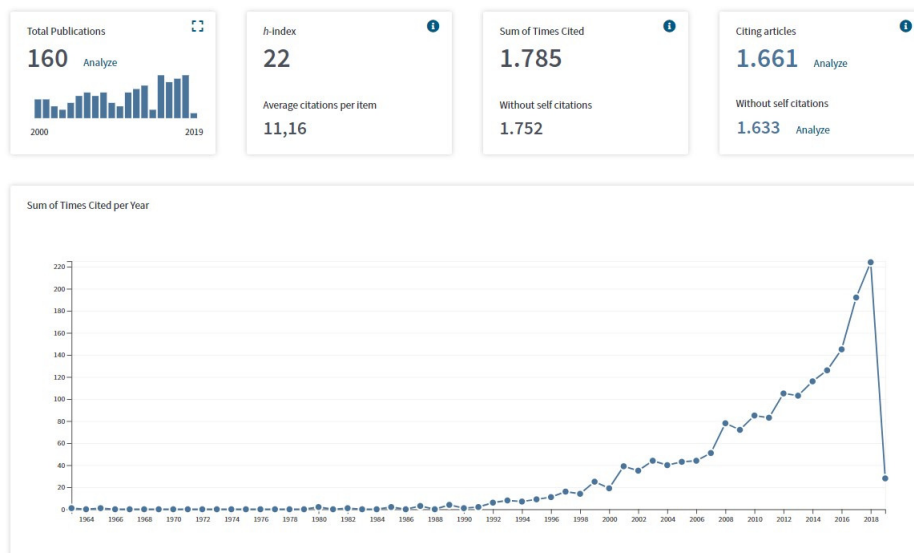 Total Publications
160 Analyze
2000 2019
h-index
22
Average citations per item
11,16
Sum of Times Cited
1.785
Without self citations
1.752
Citing articles
1.661 Analyze
Without self citations
1.633 Analyze
Sum of Times Cited per Year
220
200
180
160
140
120
100
80
60
40
20
0
1964 1966 1968 1970 1972 1974 1976 1978 1980 1982 1984 1986 1988 1990 1992 1994 1996 1998 2000 2002 2004 2006 2008 2010 2012 2014 2016 2018